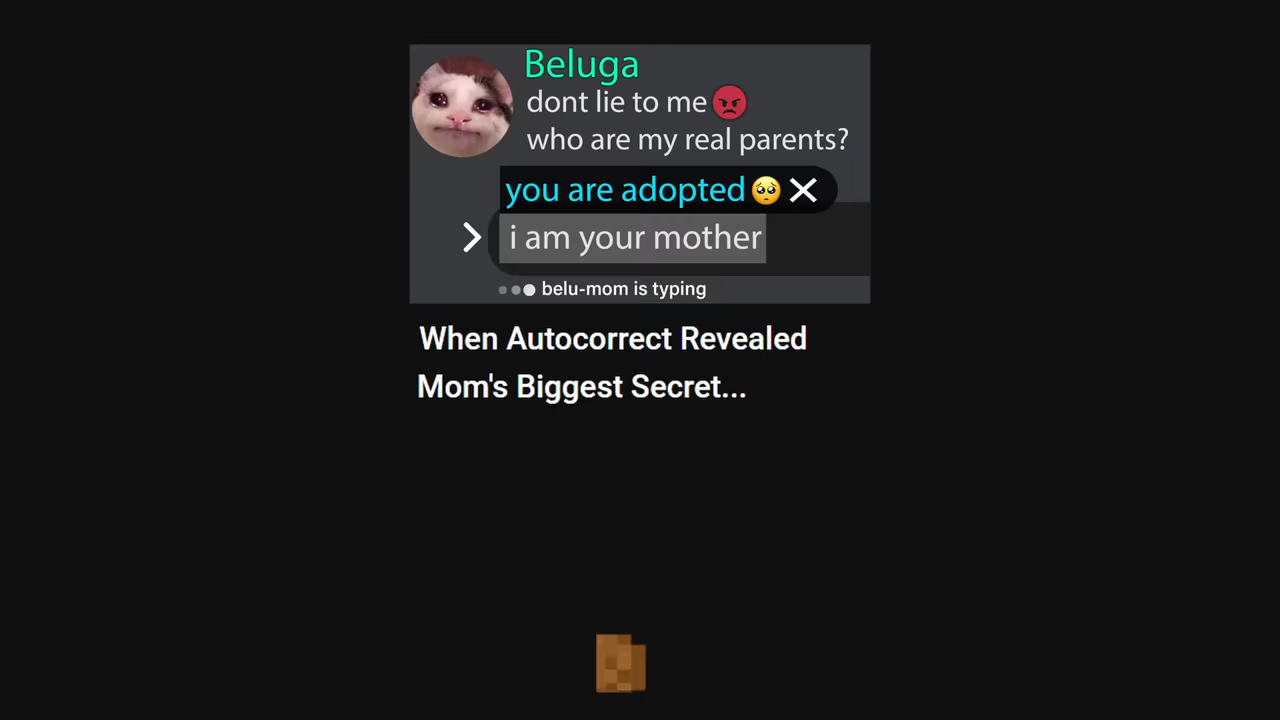 Beluga
dont lie to me😡
who are my real parents?
you are adopted🥺
i am your mother
belu-mom is typing
When Autocorrect Revealed
Mom's Biggest Secret...